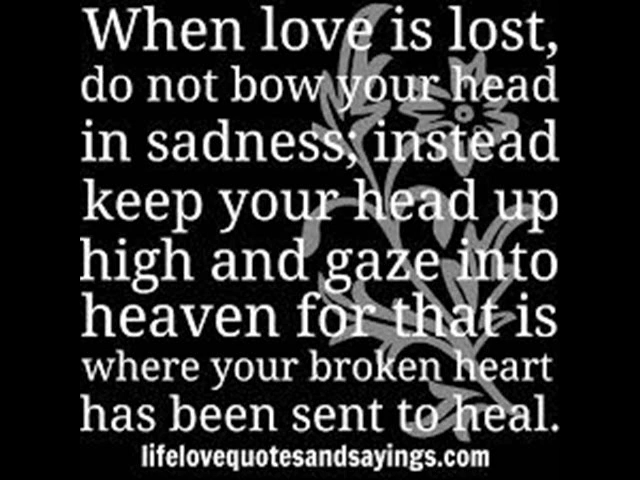 When love is lost,
do not bow your head
in sadness; instead
keep your head up
high and gaze into
heaven for that is
where your broken heart
has been sent to heal.
lifelovequotesandsayings.com